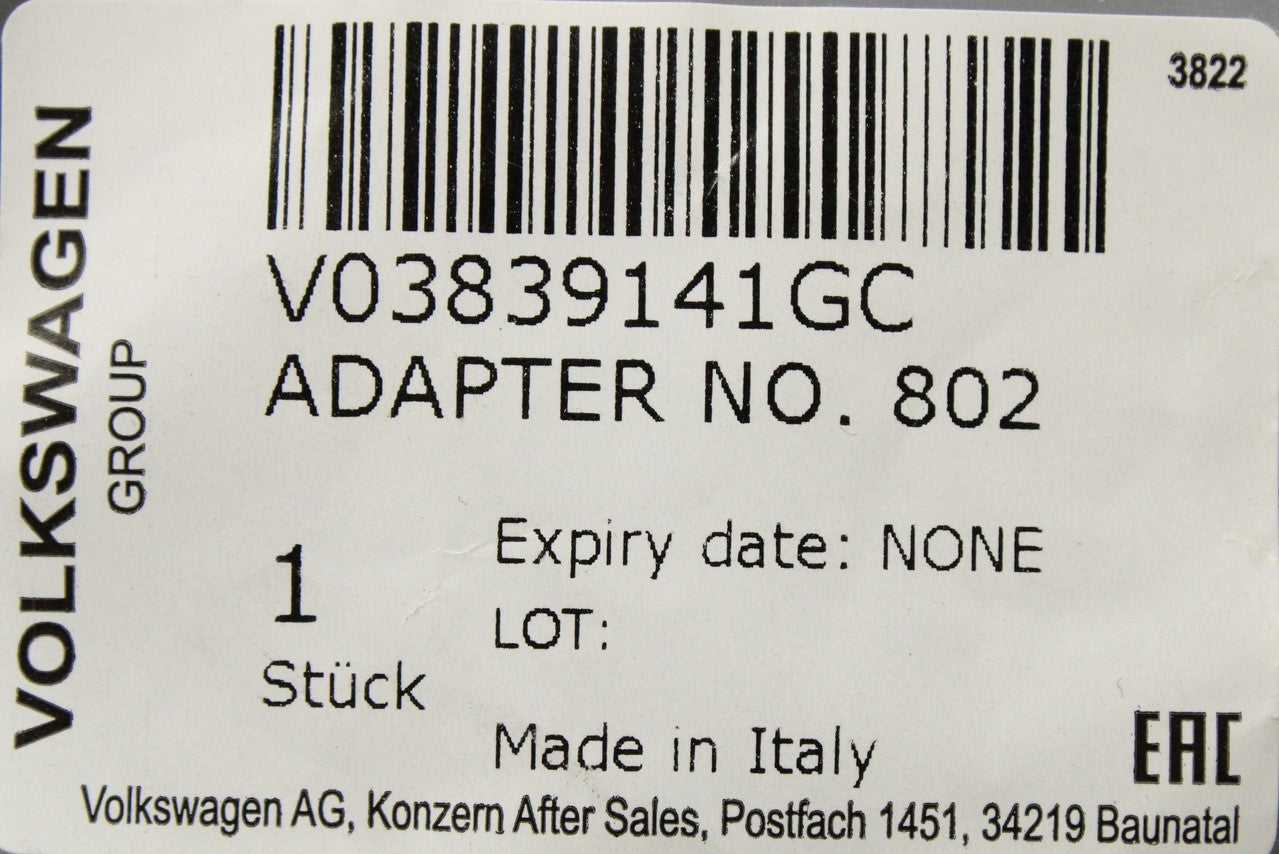 3822
VOLKSWAGEN
GROUP
V03839141GC
ADAPTER NO. 802
1
Stück
Expiry date: NONE
LOT:
Made in Italy
EAC
Volkswagen AG, Konzern After Sales, Postfach 1451, 34219 Baunatal